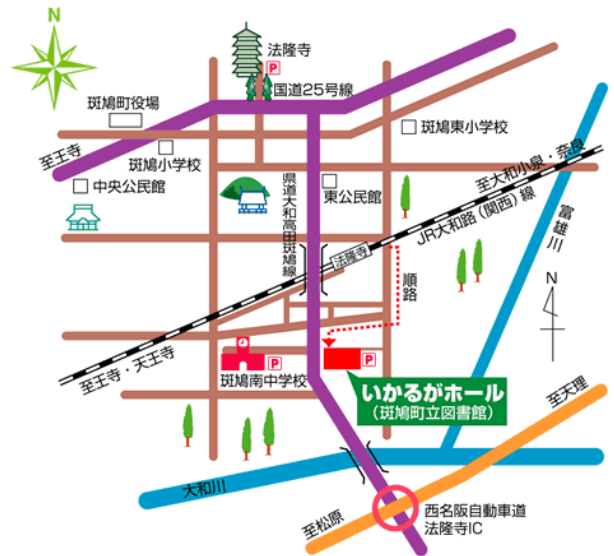 N
法隆寺
P
国道25号線
斑鳩町役場
斑鳩東小学校
至王寺
斑鳩小学校
至大和小泉・奈良
中央公民館
県道大和高田斑鳩線
東公民館
JR大和路(関西)線
富雄川
法隆寺
順路
N
至王寺・天王寺
P
P
斑鳩南中学校
いかるがホール
(斑鳩町立図書館)
至天理
大和川
至松原
西名阪自動車道
法隆寺IC